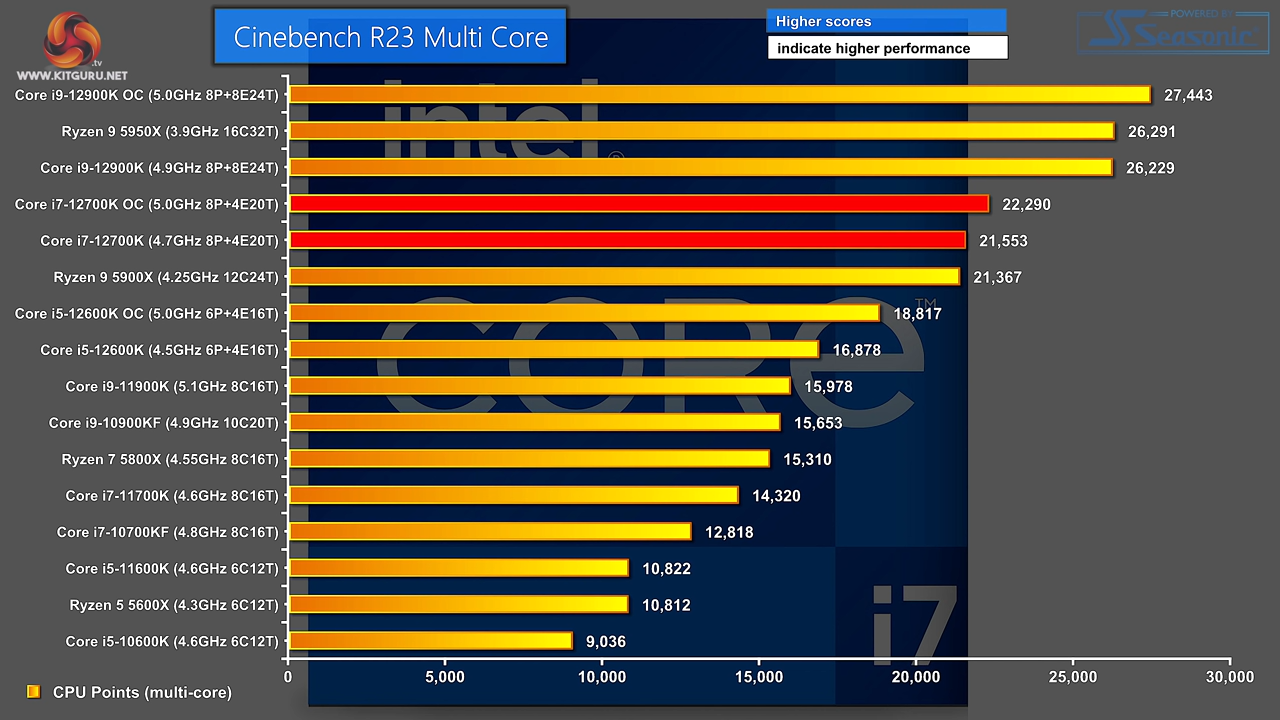 Cinebench R23 Multi Core
Higher scores
indicate higher performance
POWERED BY
Seasonic
.tv
WWW.KITGURU.NET
Core i9-12900K OC (5.0GHz 8P+8E24T) 27,443
Ryzen 9 5950X (3.9GHz 16C32T) 26,291
Core i9-12900K (4.9GHz 8P+8E24T) 26,229
Core i7-12700K OC (5.0GHz 8P+4E20T) 22,290
Core i7-12700K (4.7GHz 8P+4E20T) 21,553
Ryzen 9 5900X (4.25GHz 12C24T) 21,367
Core i5-12600K OC (5.0GHz 6P+4E16T) 18,817
Core i5-12600K (4.5GHz 6P+4E16T) 16,878
Core i9-11900K (5.1GHz 8C16T) 15,978
Core i9-10900KF (4.9GHz 10C20T) 15,653
Ryzen 7 5800X (4.55GHz 8C16T) 15,310
Core i7-11700K (4.6GHz 8C16T) 14,320
Core i7-10700KF (4.8GHz 8C16T) 12,818
Core i5-11600K (4.6GHz 6C12T) 10,822
Ryzen 5 5600X (4.3GHz 6C12T) 10,812
Core i5-10600K (4.6GHz 6C12T) 9,036
0 5,000 10,000 15,000 20,000 25,000 30,000
CPU Points (multi-core)
intel®
CORE™
i7